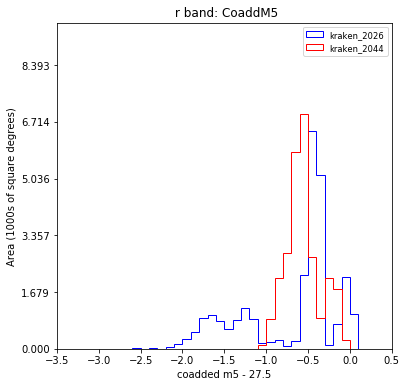 r band: CoaddM5
kraken_2026
kraken_2044
Area (1000s of square degrees)
8.393
6.714
5.036
3.357
1.679
0.000
−3.5 −3.0 −2.5 −2.0 −1.5 −1.0 −0.5 0.0 0.5
coadded m5 - 27.5